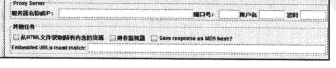 Proxy Server
服务器名称或IP: 端口号: 用户名 密码
其他任务
从HTML文件获取所有内含的资源 用作监视器 Save response as MD5 hash?
Embedded URLs must match: